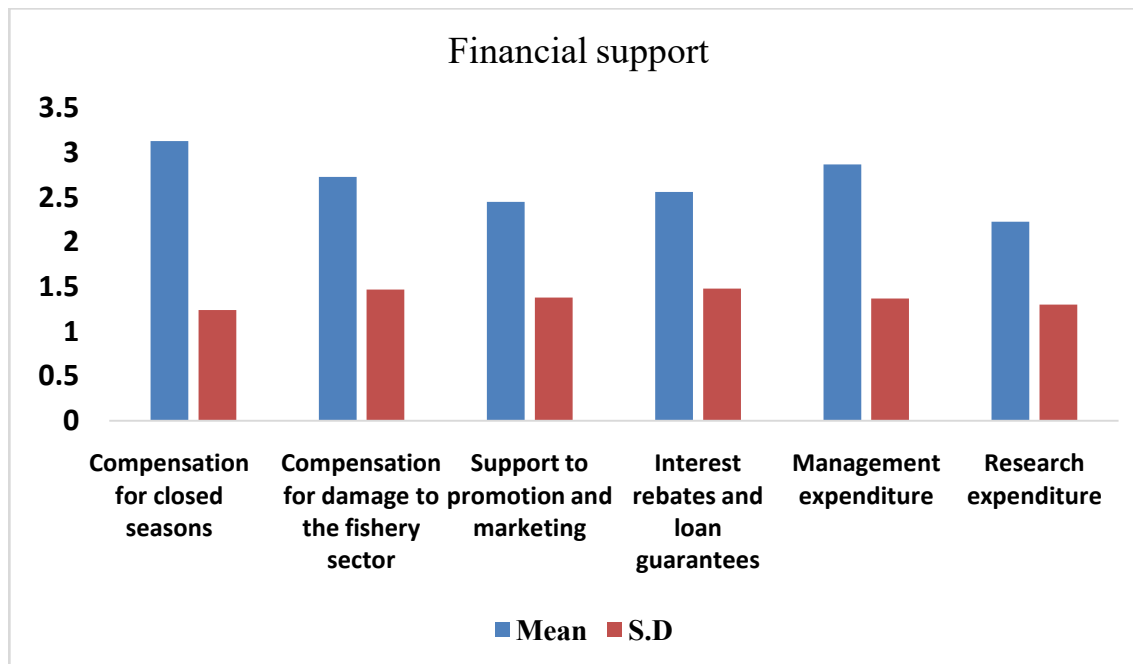 Financial support
3.5
3
2.5
2
1.5
1
0.5
0
Compensation
for closed
seasons
Compensation
for damage to
the fishery
sector
Support to
promotion and
marketing
Interest
rebates and
loan
guarantees
Management
expenditure
Research
expenditure
Mean S.D